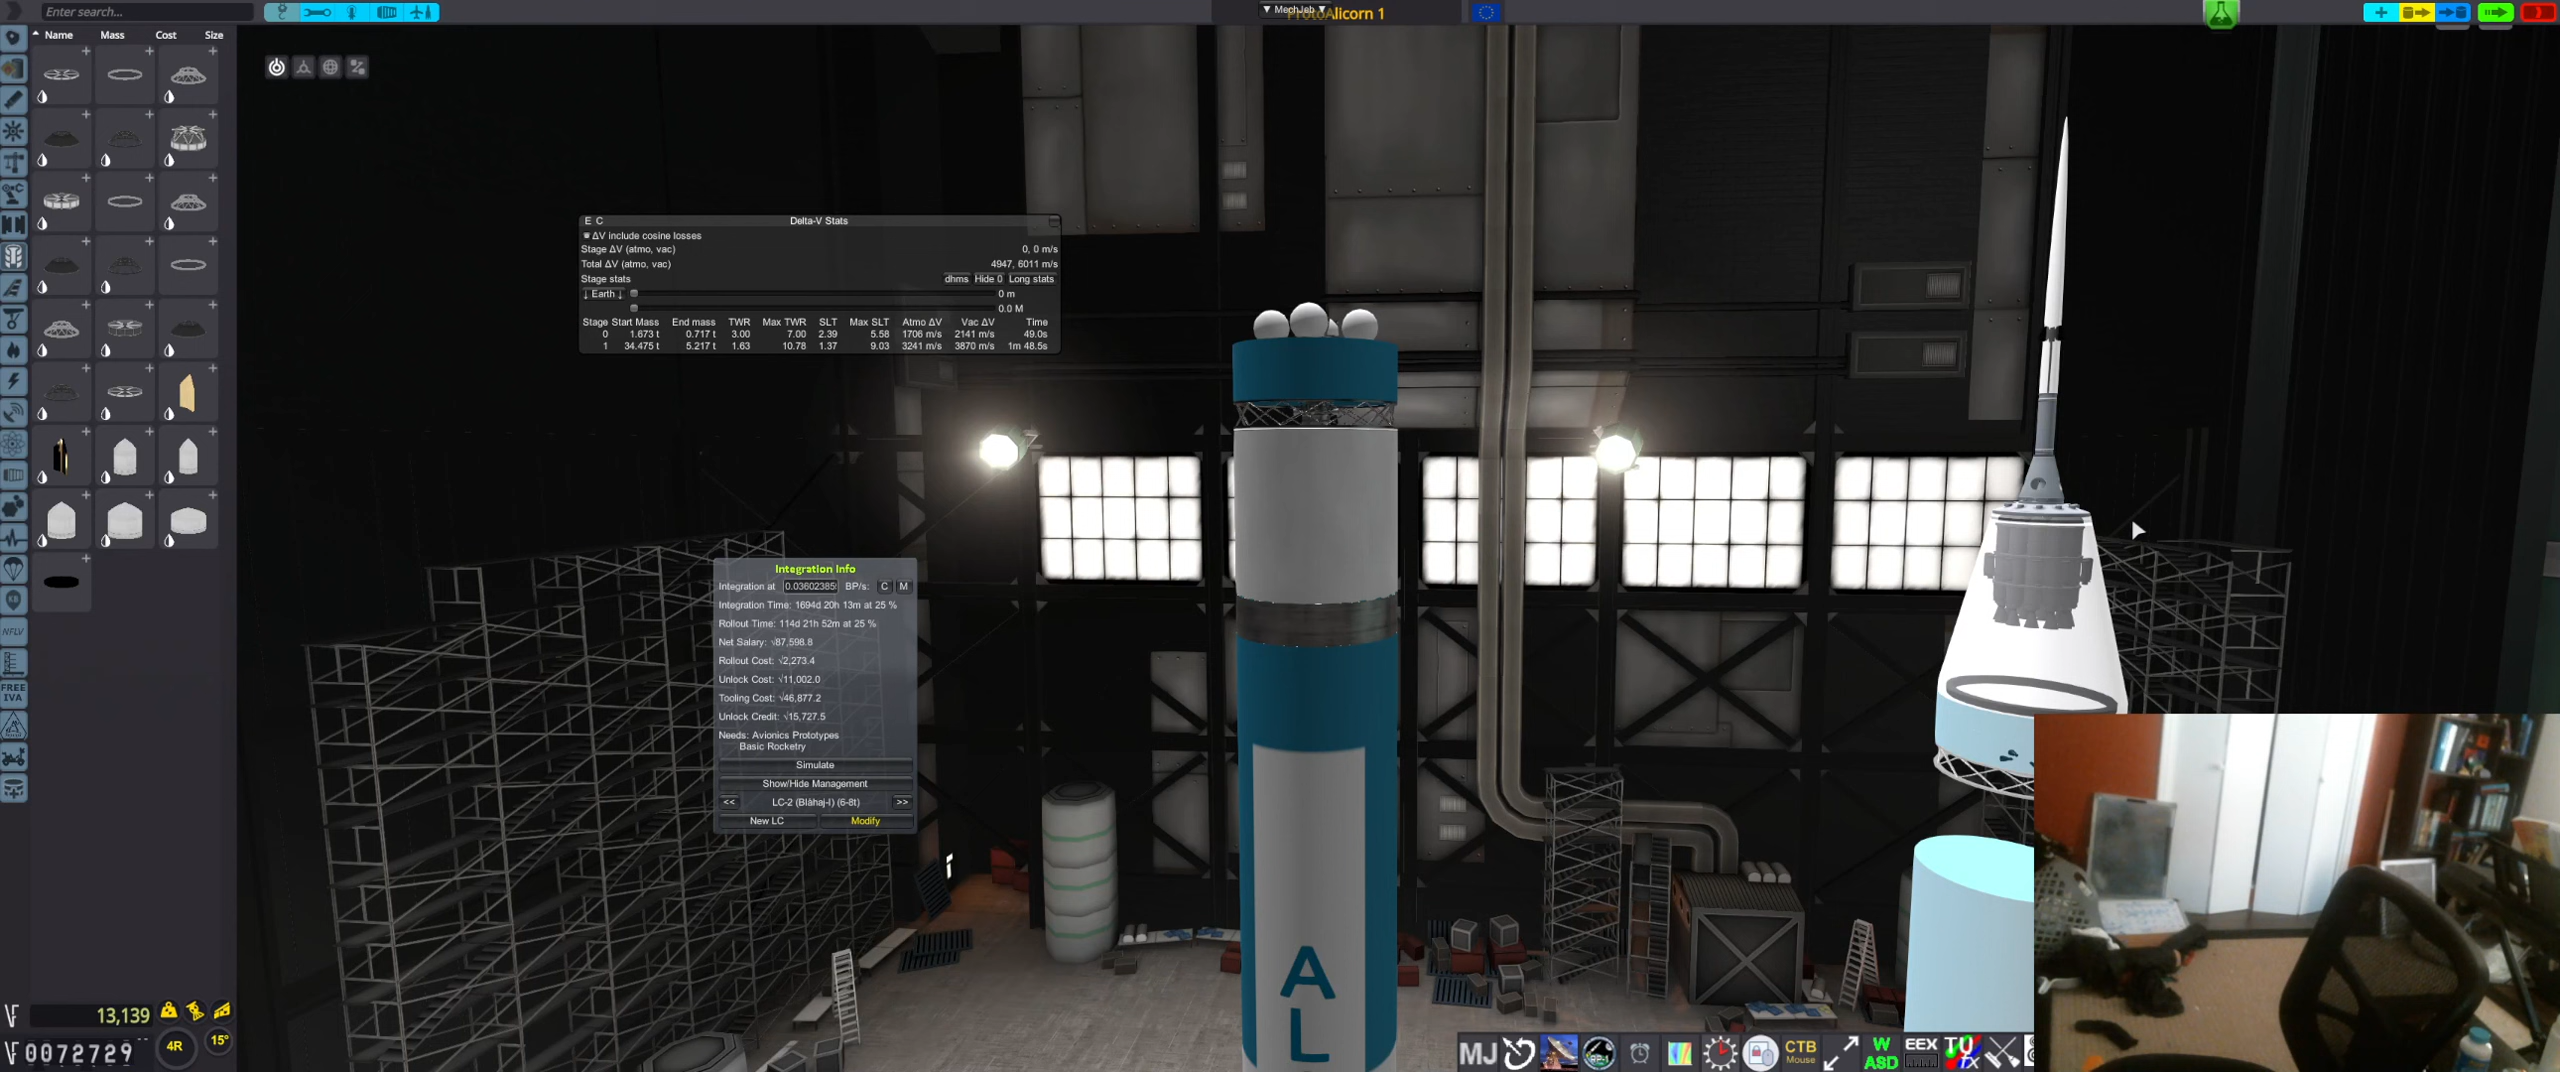 Enter search...
▼ MechJeb ▼
ProtoAlicorn 1
Name Mass Cost Size
E C Delta-V Stats
ΔV include cosine losses
Stage ΔV (atmo, vac) 0, 0 m/s
Total ΔV (atmo, vac) 4947, 6011 m/s
Stage stats dhms Hide 0 Long stats
↓ Earth ↓ 0 m
0.0 M
Stage Start Mass End mass TWR Max TWR SLT Max SLT Atmo ΔV Vac ΔV Time
0 1.673 t 0.717 t 3.00 7.00 2.39 5.58 1706 m/s 2141 m/s 49.0s
1 34.475 t 5.217 t 1.63 10.78 1.37 9.03 3241 m/s 3870 m/s 1m 48.5s
Integration Info
Integration at 0.03602385 BP/s: C M
Integration Time: 1694d 20h 13m at 25 %
Rollout Time: 114d 21h 52m at 25 %
Net Salary: √87,598.8
Rollout Cost: √2,273.4
Unlock Cost: √11,002.0
Tooling Cost: √46,877.2
Unlock Credit: √15,727.5
Needs: Avionics Prototypes
Basic Rocketry
Simulate
Show/Hide Management
<< LC-2 (Blåhaj-I) (6-8t) >>
New LC Modify
NFLV
FREE
IVA
A
L
13,139
0072729
4R
15°
MJ
CTB
Mouse
W
ASD
EEX
TU
TX